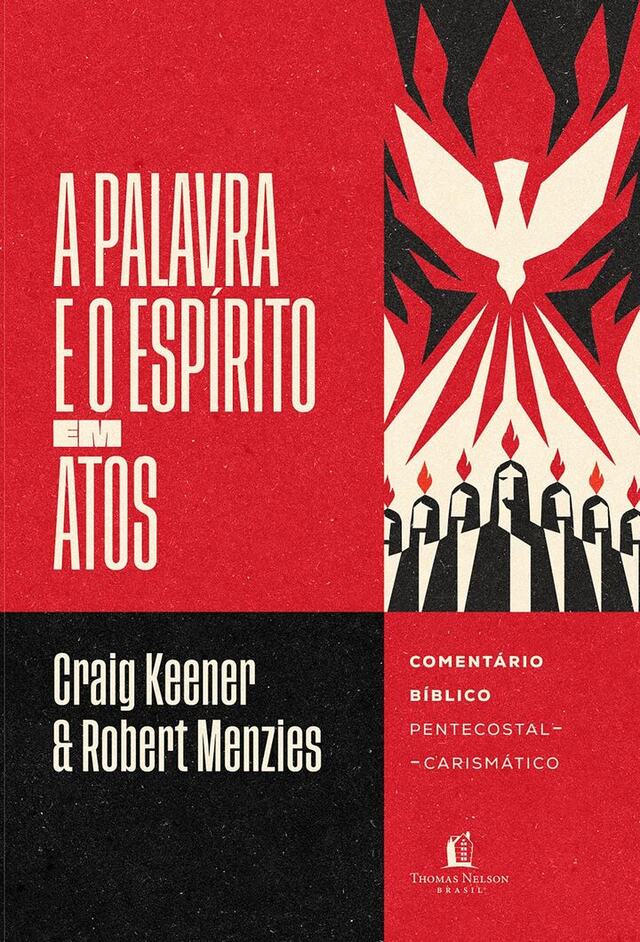 A PALAVRA
E O ESPÍRITO
EM
ATOS
Craig Keener
& Robert Menzies
COMENTÁRIO
BÍBLICO
PENTECOSTAL-
-CARISMÁTICO
THOMAS NELSON
BRASIL®